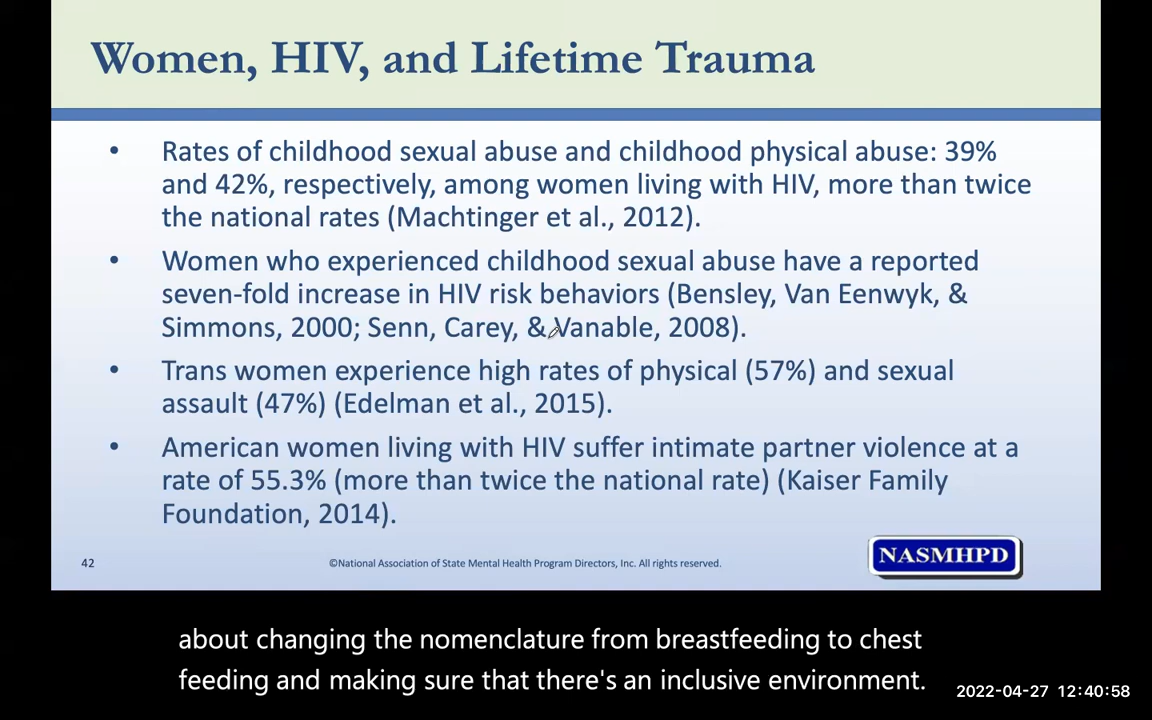 Women, HIV, and Lifetime Trauma
• Rates of childhood sexual abuse and childhood physical abuse: 39%
and 42%, respectively, among women living with HIV, more than twice
the national rates (Machtinger et al., 2012).
• Women who experienced childhood sexual abuse have a reported
seven-fold increase in HIV risk behaviors (Bensley, Van Eenwyk, &
Simmons, 2000; Senn, Carey, & Vanable, 2008).
• Trans women experience high rates of physical (57%) and sexual
assault (47%) (Edelman et al., 2015).
• American women living with HIV suffer intimate partner violence at a
rate of 55.3% (more than twice the national rate) (Kaiser Family
Foundation, 2014).
42
©National Association of State Mental Health Program Directors, Inc. All rights reserved.
NASMHPD
about changing the nomenclature from breastfeeding to chest
feeding and making sure that there's an inclusive environment.
2022-04-27 12:40:58